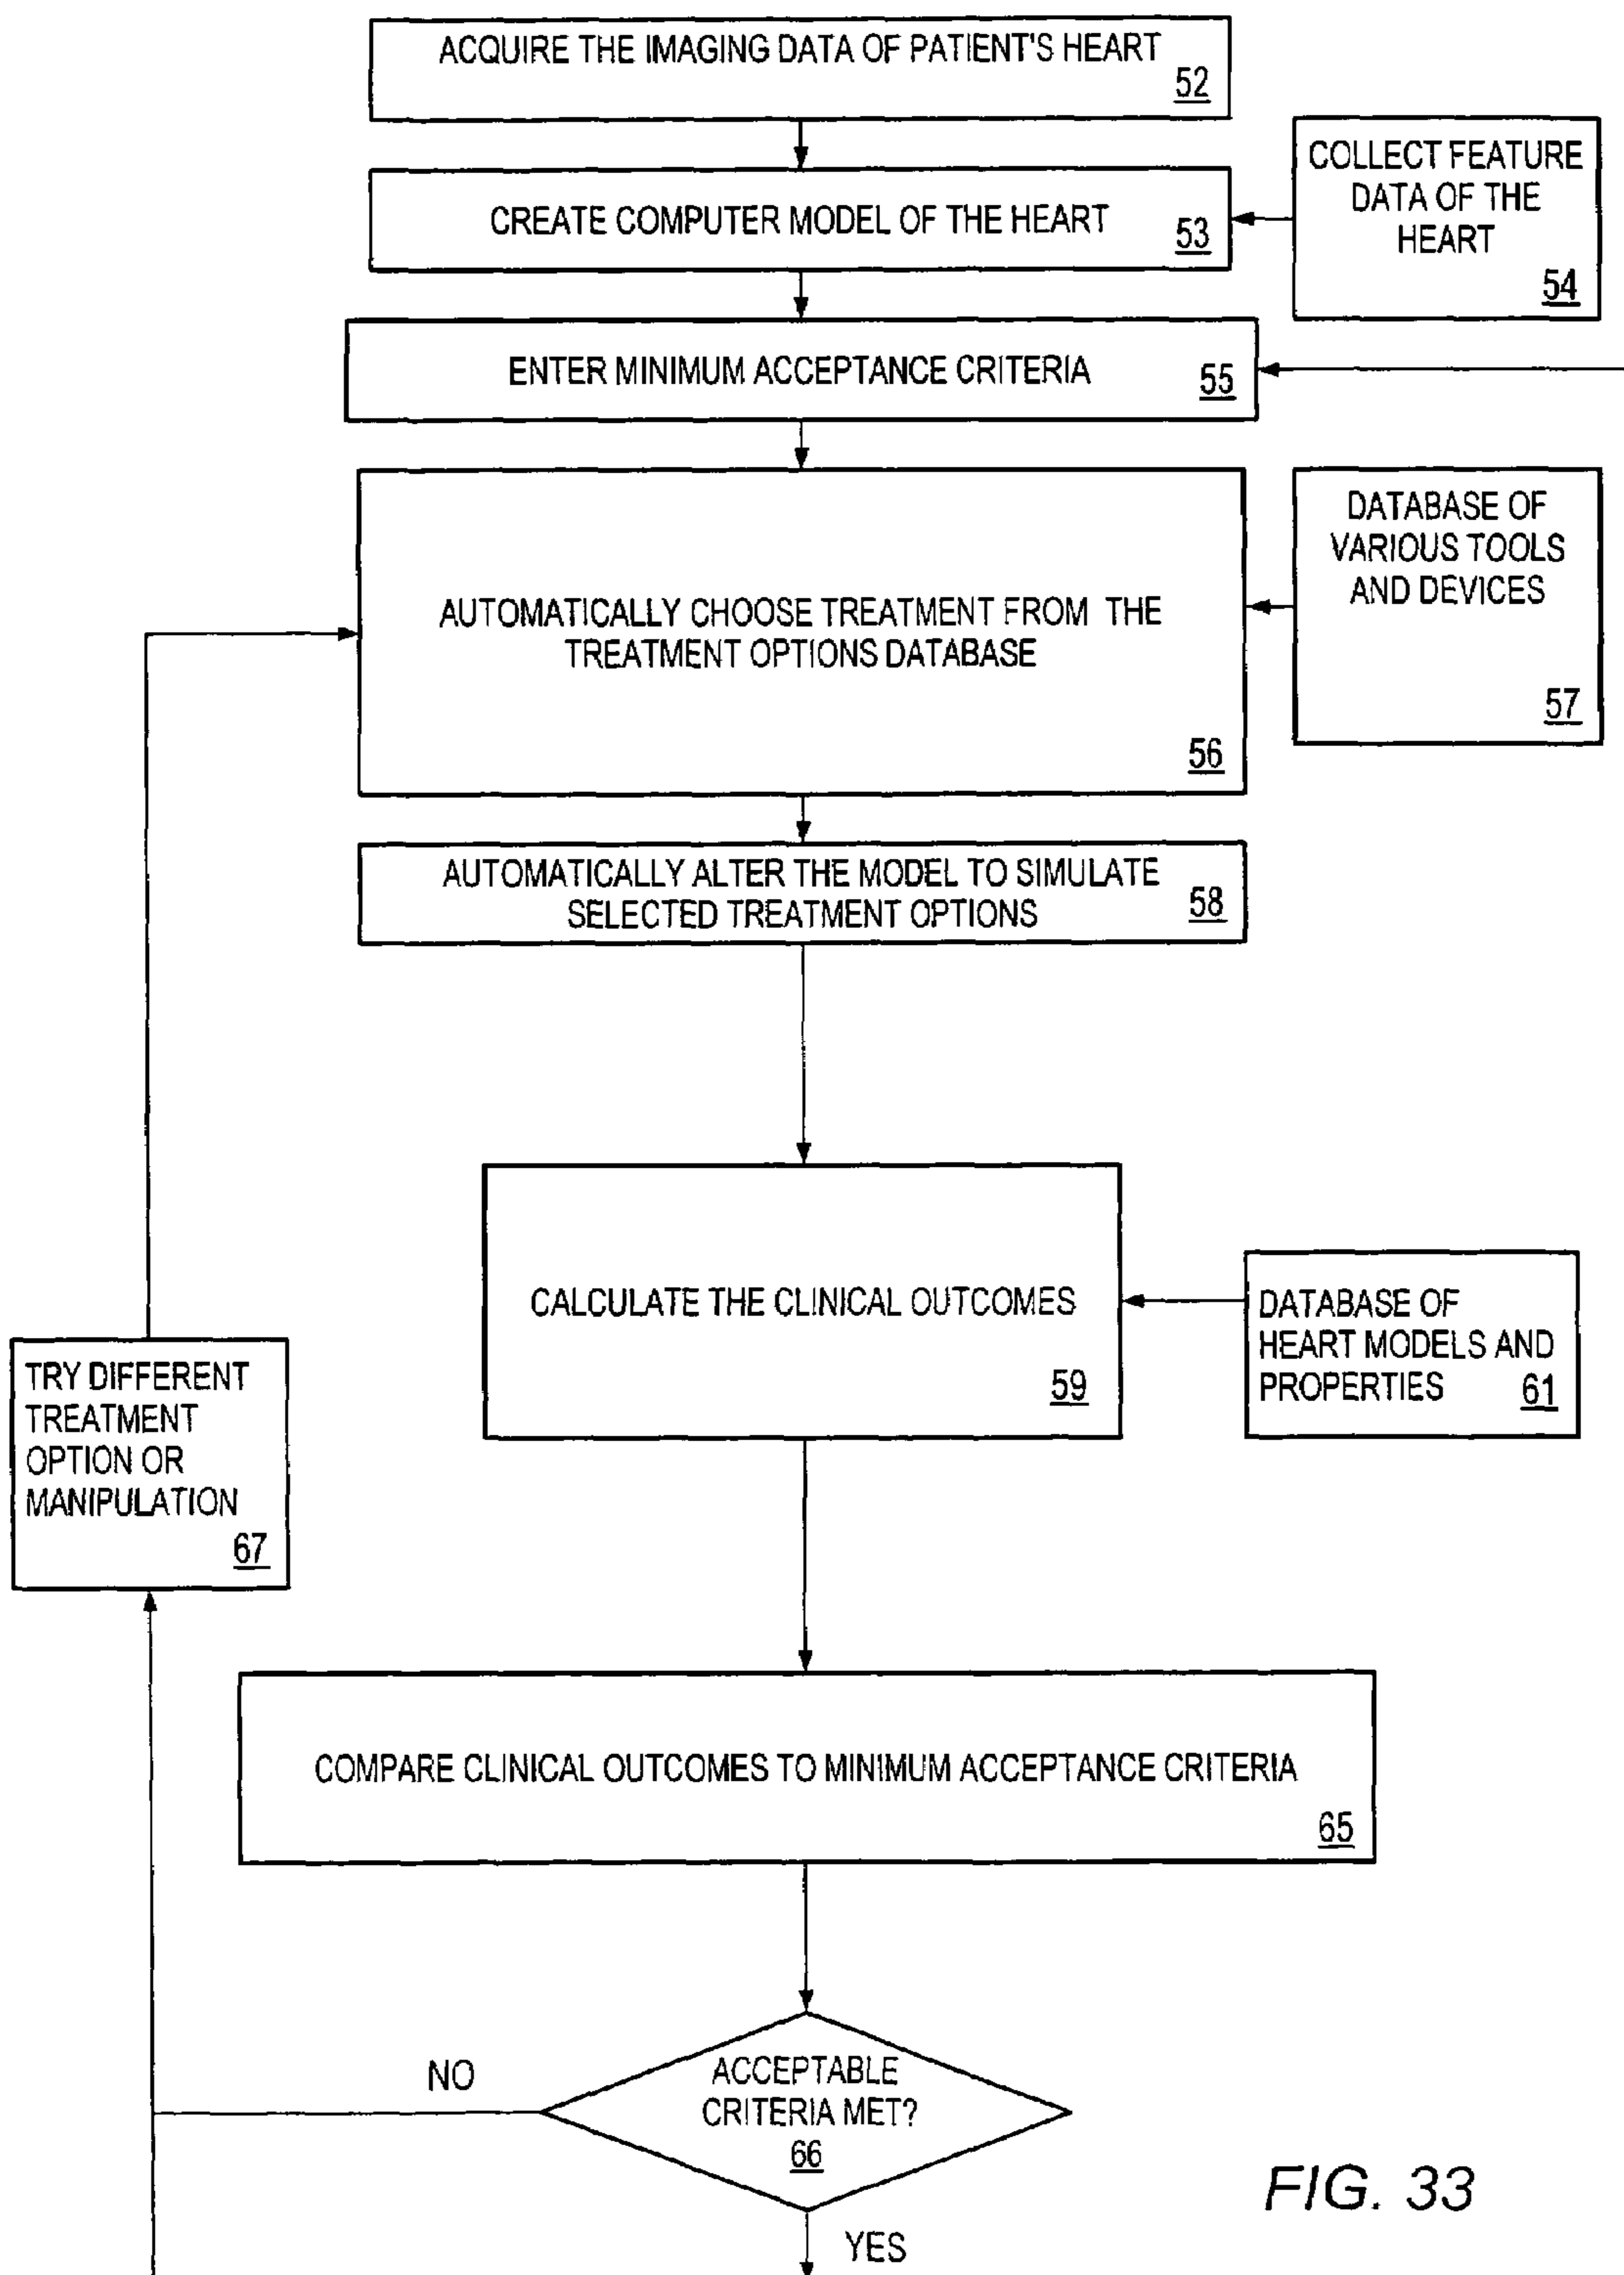 ACQUIRE THE IMAGING DATA OF PATIENT'S HEART
52
CREATE COMPUTER MODEL OF THE HEART
53
COLLECT FEATURE
DATA OF THE
HEART
54
ENTER MINIMUM ACCEPTANCE CRITERIA
55
AUTOMATICALLY CHOOSE TREATMENT FROM THE
TREATMENT OPTIONS DATABASE
56
DATABASE OF
VARIOUS TOOLS
AND DEVICES
57
AUTOMATICALLY ALTER THE MODEL TO SIMULATE
SELECTED TREATMENT OPTIONS
58
CALCULATE THE CLINICAL OUTCOMES
59
DATABASE OF
HEART MODELS AND
PROPERTIES
61
TRY DIFFERENT
TREATMENT
OPTION OR
MANIPULATION
67
COMPARE CLINICAL OUTCOMES TO MINIMUM ACCEPTANCE CRITERIA
65
ACCEPTABLE
CRITERIA MET?
66
NO
YES
FIG. 33